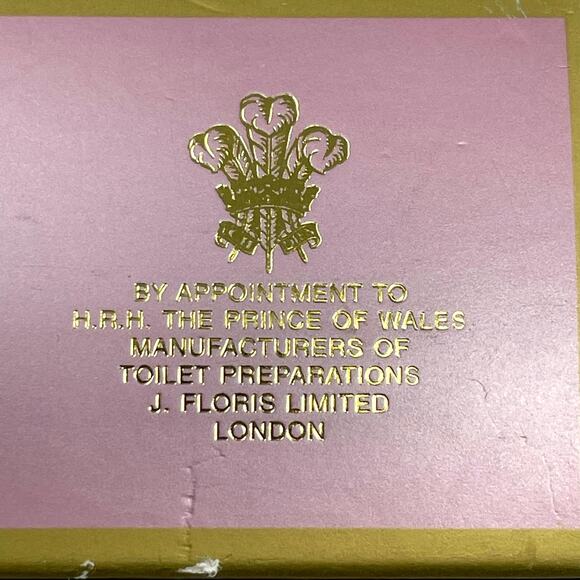 BY APPOINTMENT TO
H.R.H. THE PRINCE OF WALES
MANUFACTURERS OF
TOILET PREPARATIONS
J. FLORIS LIMITED
LONDON